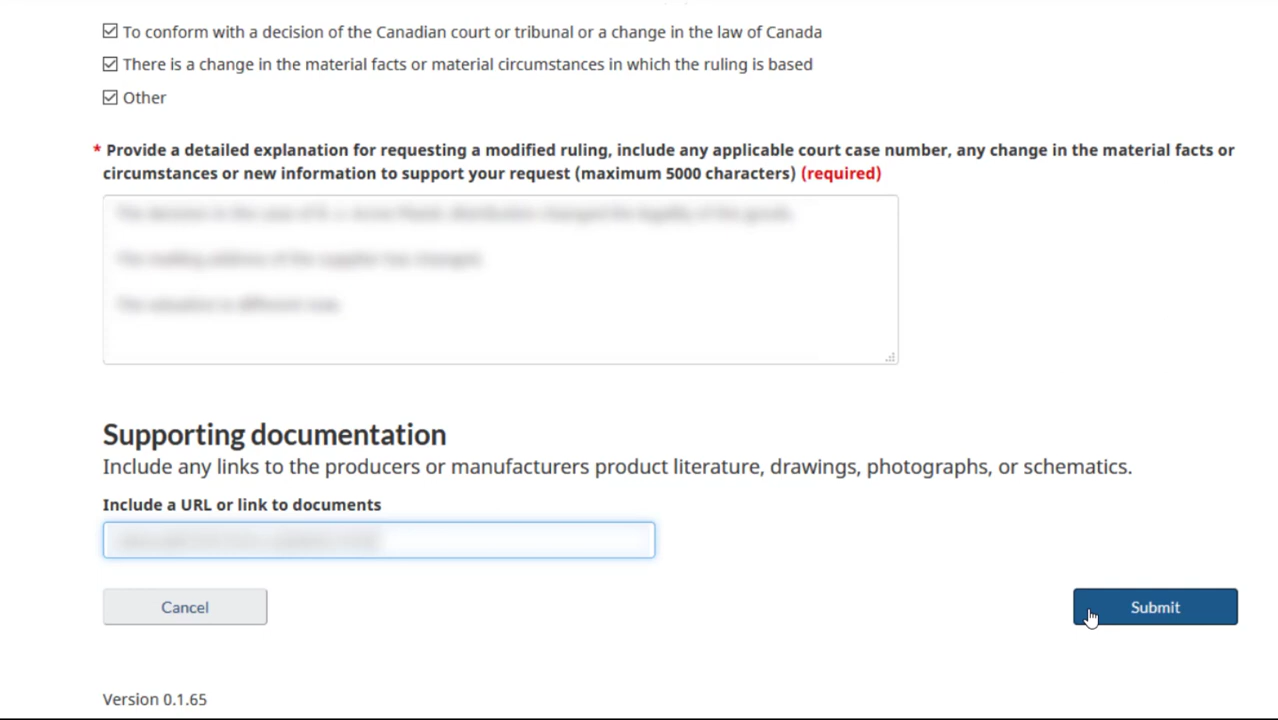 ☑ To conform with a decision of the Canadian court or tribunal or a change in the law of Canada
☑ There is a change in the material facts or material circumstances in which the ruling is based
☑ Other
* Provide a detailed explanation for requesting a modified ruling, include any applicable court case number, any change in the material facts or
circumstances or new information to support your request (maximum 5000 characters) (required)
Supporting documentation
Include any links to the producers or manufacturers product literature, drawings, photographs, or schematics.
Include a URL or link to documents
Cancel
Submit
Version 0.1.65